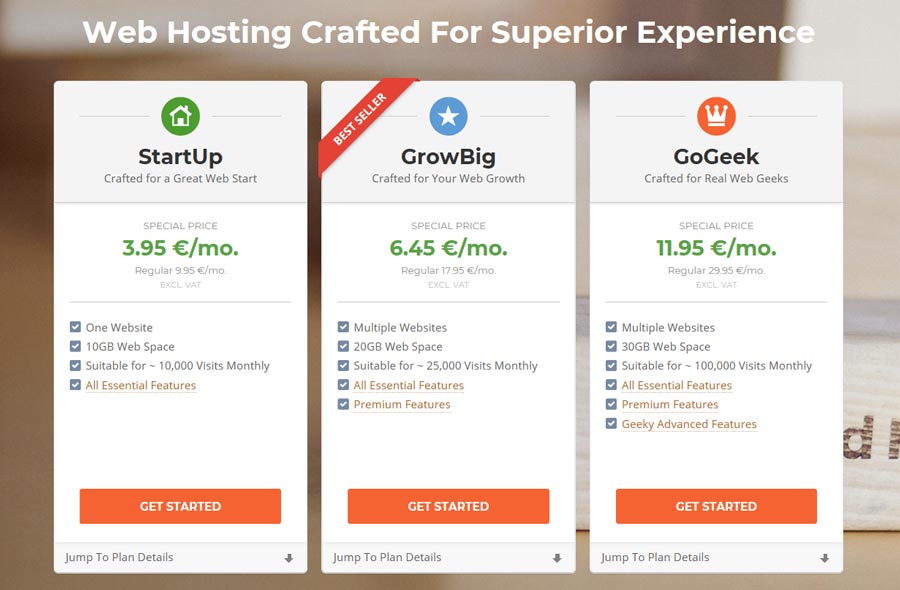 Web Hosting Crafted For Superior Experience
BEST SELLER
StartUp
Crafted for a Great Web Start
SPECIAL PRICE
3.95 €/mo.
Regular 9.95 €/mo.
EXCL. VAT
One Website
10GB Web Space
Suitable for ~ 10,000 Visits Monthly
All Essential Features
GET STARTED
Jump To Plan Details
GrowBig
Crafted for Your Web Growth
SPECIAL PRICE
6.45 €/mo.
Regular 17.95 €/mo.
EXCL. VAT
Multiple Websites
20GB Web Space
Suitable for ~ 25,000 Visits Monthly
All Essential Features
Premium Features
GET STARTED
Jump To Plan Details
GoGeek
Crafted for Real Web Geeks
SPECIAL PRICE
11.95 €/mo.
Regular 29.95 €/mo.
EXCL. VAT
Multiple Websites
30GB Web Space
Suitable for ~ 100,000 Visits Monthly
All Essential Features
Premium Features
Geeky Advanced Features
GET STARTED
Jump To Plan Details